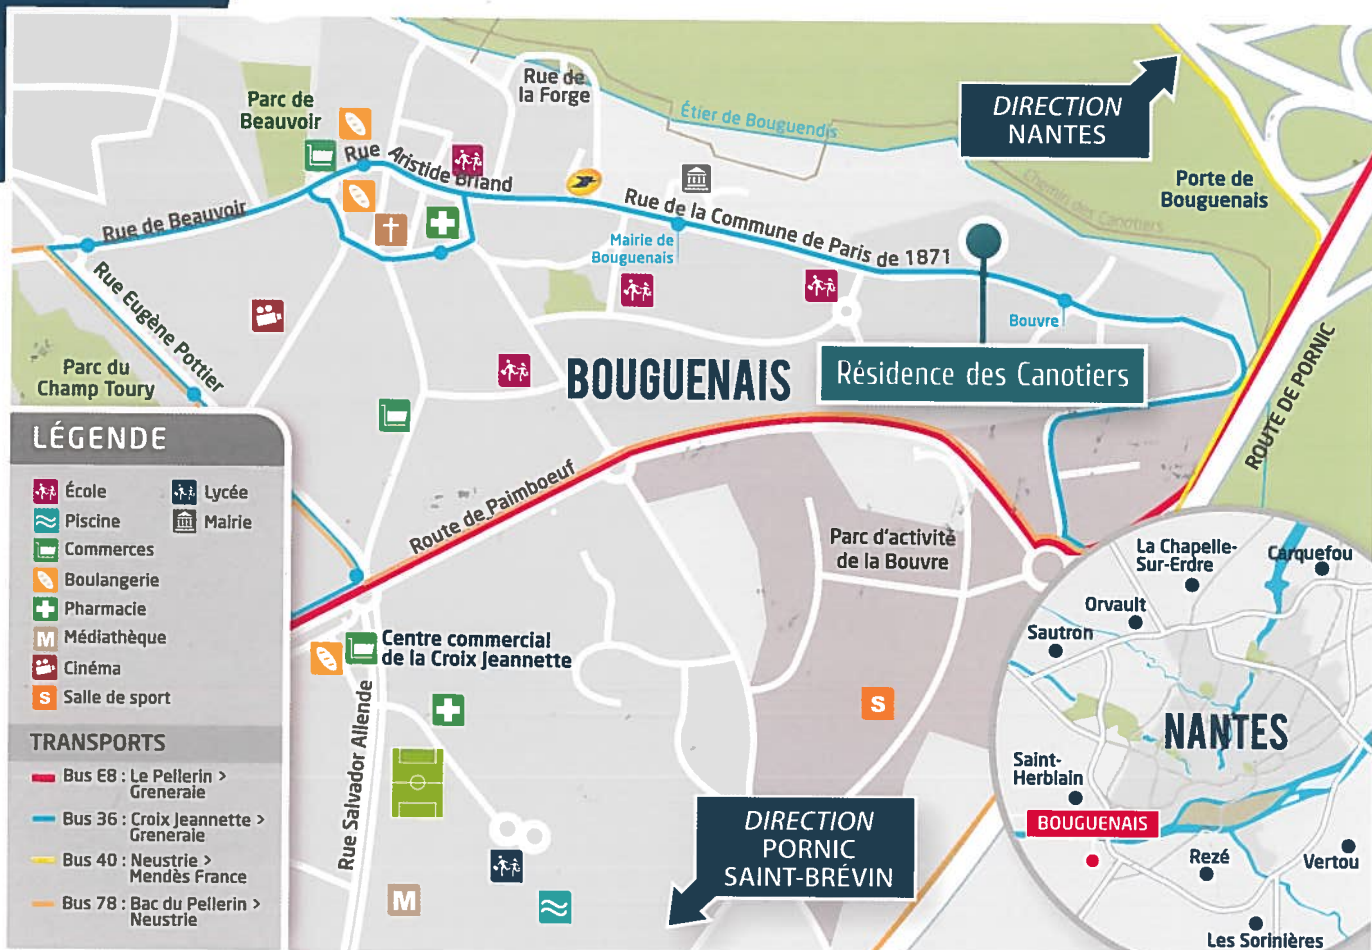 Rue de
la Forge
Parc de
Beauvoir
Étier de Bouguenais
DIRECTION
NANTES
Rue Aristide Briand
Chemin des Canotiers
Porte de
Bouguenais
Rue de Beauvoir
Rue de la Commune de Paris de 1871
Mairie de
Bouguenais
Rue Eugène Pottier
Bouvre
Parc du
Champ Toury
BOUGUENAIS
Résidence des Canotiers
ROUTE DE PORNIC
Route de Paimboeuf
Parc d'activité
de la Bouvre
Centre commercial
de la Croix Jeannette
Rue Salvador Allende
S
M
DIRECTION
PORNIC
SAINT-BRÉVIN
LÉGENDE
École
Lycée
Piscine
Mairie
Commerces
Boulangerie
Pharmacie
M Médiathèque
Cinéma
S Salle de sport
TRANSPORTS
Bus E8 : Le Pellerin >
Greneraie
Bus 36 : Croix Jeannette >
Greneraie
Bus 40 : Neustrie >
Mendès France
Bus 78 : Bac du Pellerin >
Neustrie
La Chapelle-
Sur-Erdre
Carquefou
Orvault
Sautron
NANTES
Saint-
Herblain
BOUGUENAIS
Rezé
Vertou
Les Sorinières